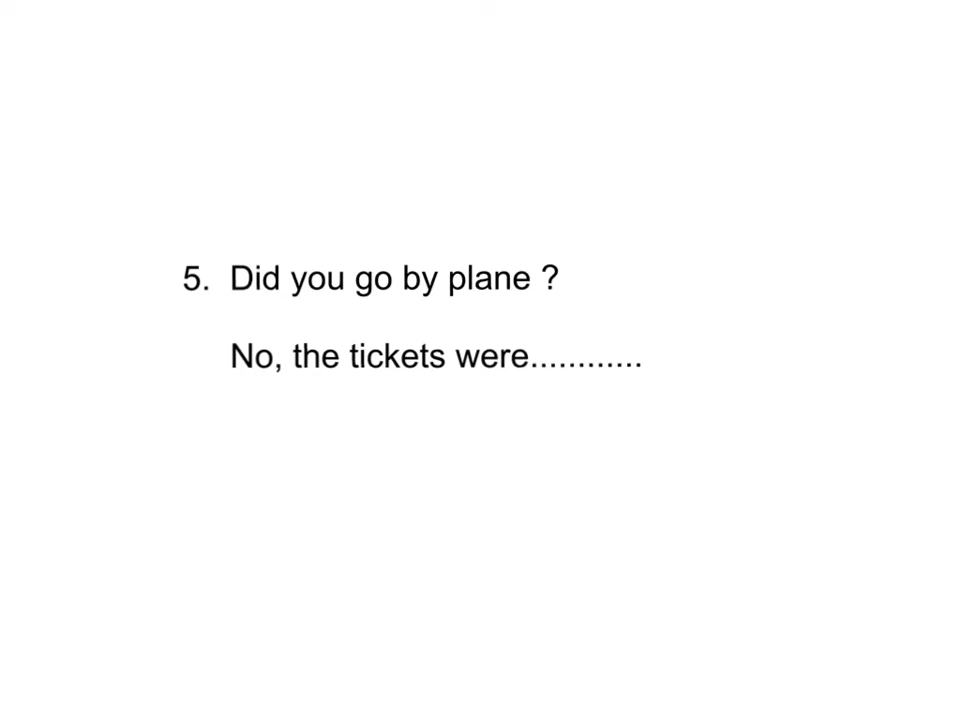 5. Did you go by plane ?
No, the tickets were............